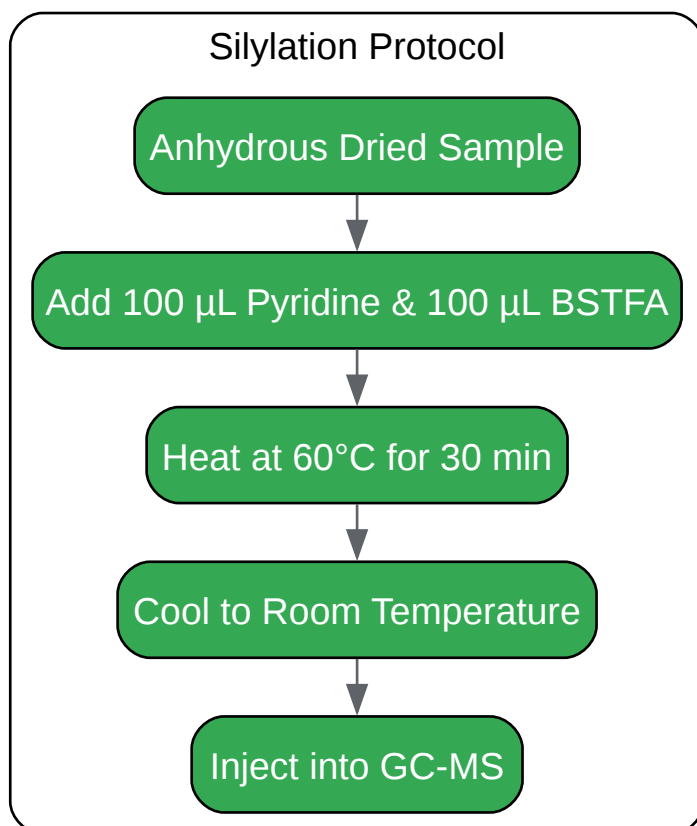 Silylation Protocol
Anhydrous Dried Sample
Add 100 µL Pyridine & 100 µL BSTFA
Heat at 60°C for 30 min
Cool to Room Temperature
Inject into GC-MS